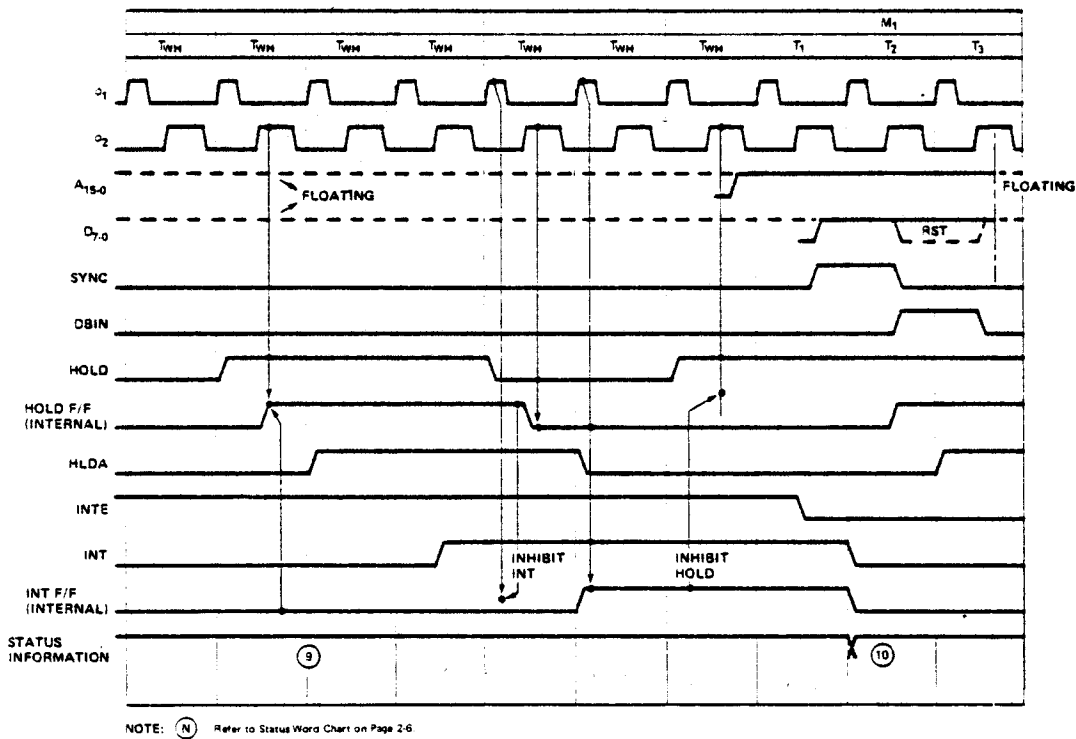 M1
TWH TWH TWH TWH TWH TWH TWH T1 T2 T3
ϕ1
ϕ2
A15-0
FLOATING
FLOATING
D7-0
RST
SYNC
DBIN
HOLD
HOLD F/F
(INTERNAL)
HLDA
INTE
INT
INHIBIT
INT
INHIBIT
HOLD
INT F/F
(INTERNAL)
STATUS
INFORMATION
9
10
NOTE: N Refer to Status Word Chart on Page 2-6.